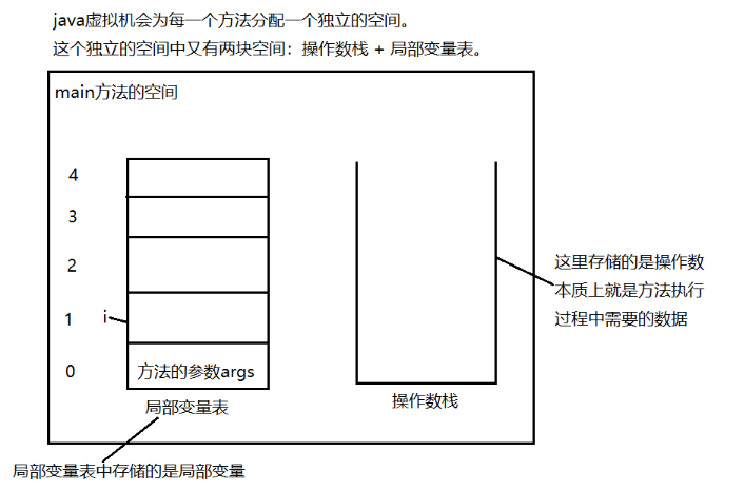 java虚拟机会为每一个方法分配一个独立的空间。
这个独立的空间中又有两块空间：操作数栈 + 局部变量表。
main方法的空间
4
3
2
1
i
0
方法的参数args
局部变量表
操作数栈
这里存储的是操作数
本质上就是方法执行
过程中需要的数据
局部变量表中存储的是局部变量